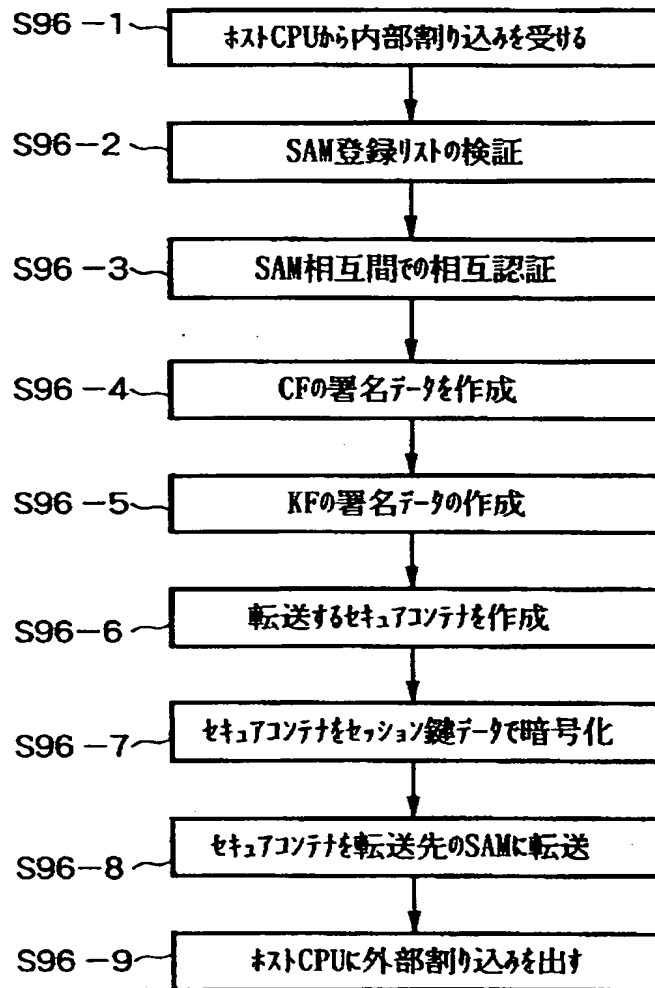 S96-1 ホストCPUから内部割り込みを受ける
S96-2 SAM登録リストの検証
S96-3 SAM相互間での相互認証
S96-4 CFの署名データを作成
S96-5 KFの署名データの作成
S96-6 転送するセキュアコンテナを作成
S96-7 セキュアコンテナをセッション鍵データで暗号化
S96-8 セキュアコンテナを転送先のSAMに転送
S96-9 ホストCPUに外部割り込みを出す